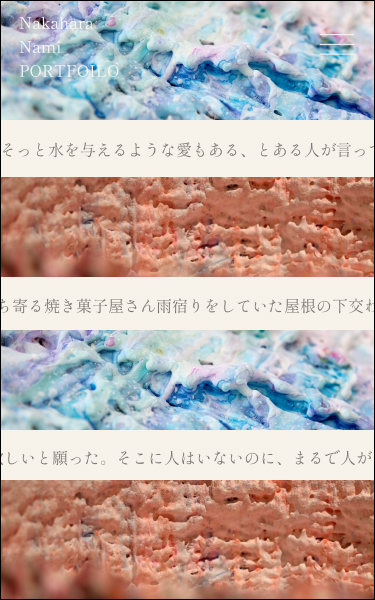 Nakahara
Nami
PORTFOILO
そっと水を与えるような愛もある、とある人が言って
ち寄る焼き菓子屋さん雨宿りをしていた屋根の下交わ
しいと願った。そこに人はいないのに、まるで人が